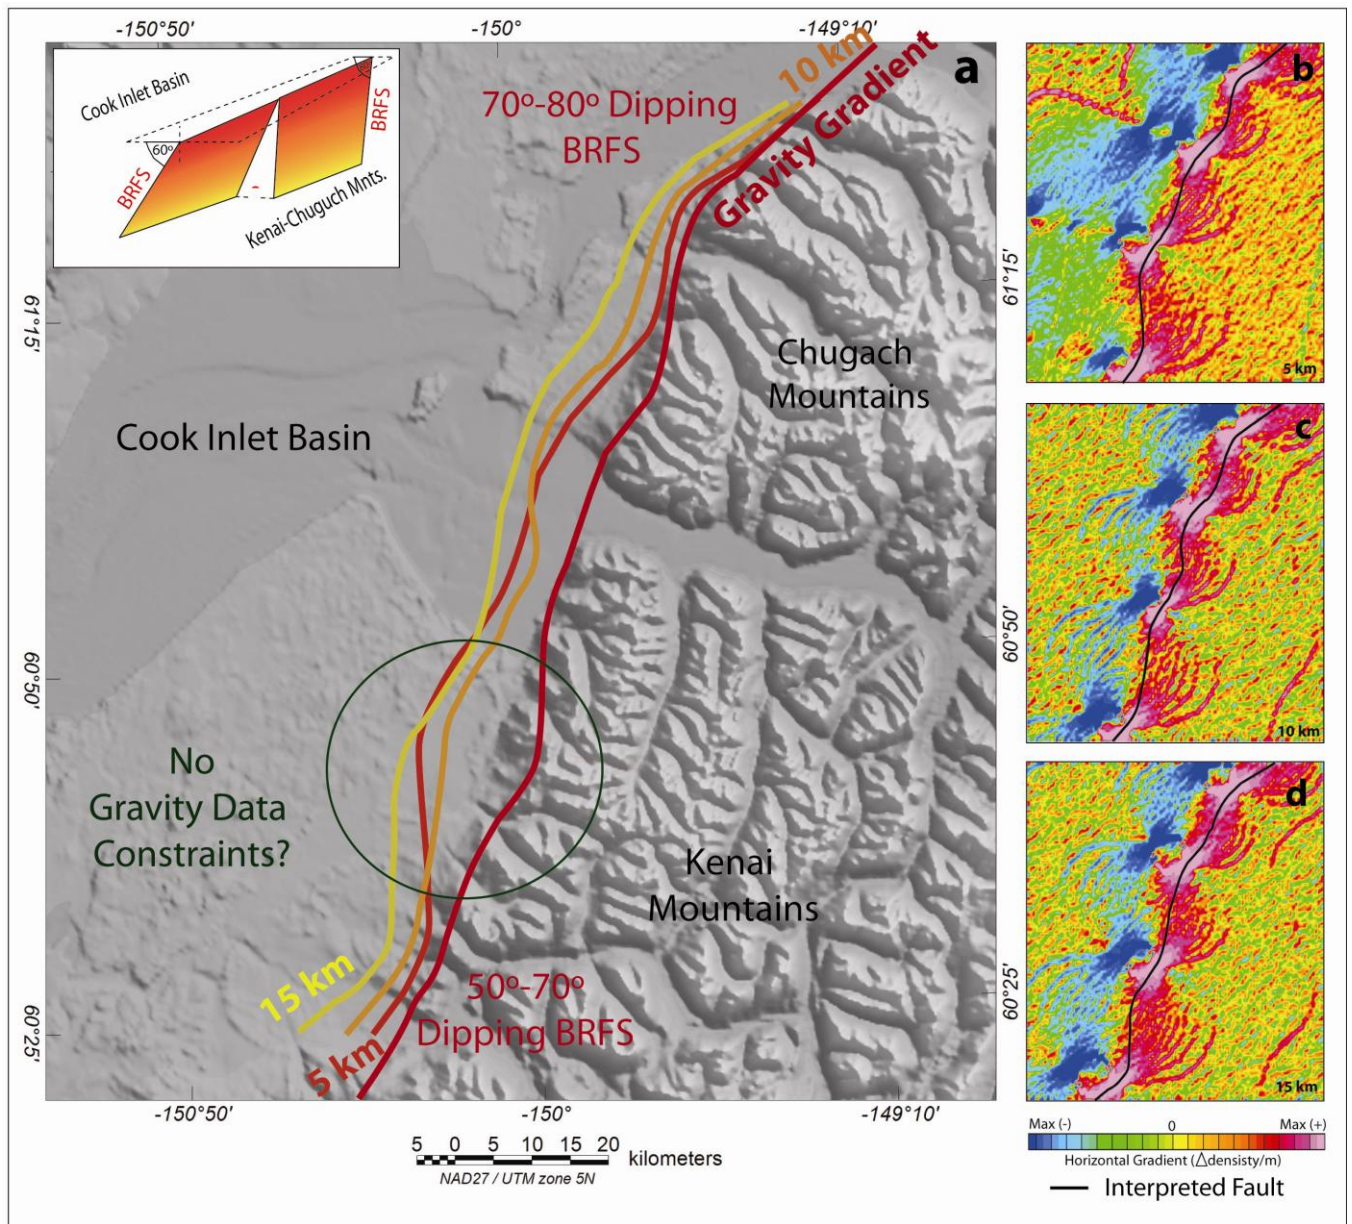 -150°50'
-150°
-149°10'
a
Cook Inlet Basin
60°
BRFS
BRFS
Kenai-Chuguch Mnts.
70°-80° Dipping
BRFS
10 km
Gravity Gradient
61°15'
61°15'
Chugach
Mountains
Cook Inlet Basin
60°50'
60°50'
No
Gravity Data
Constraints?
Kenai
Mountains
15 km
5 km
50°-70°
Dipping BRFS
60°25'
60°25'
-150°50'
-150°
-149°10'
5 0 5 10 15 20
kilometers
NAD27 / UTM zone 5N
b
5 km
c
10 km
d
15 km
Max (-) 0 Max (+)
Horizontal Gradient (△densisty/m)
Interpreted Fault